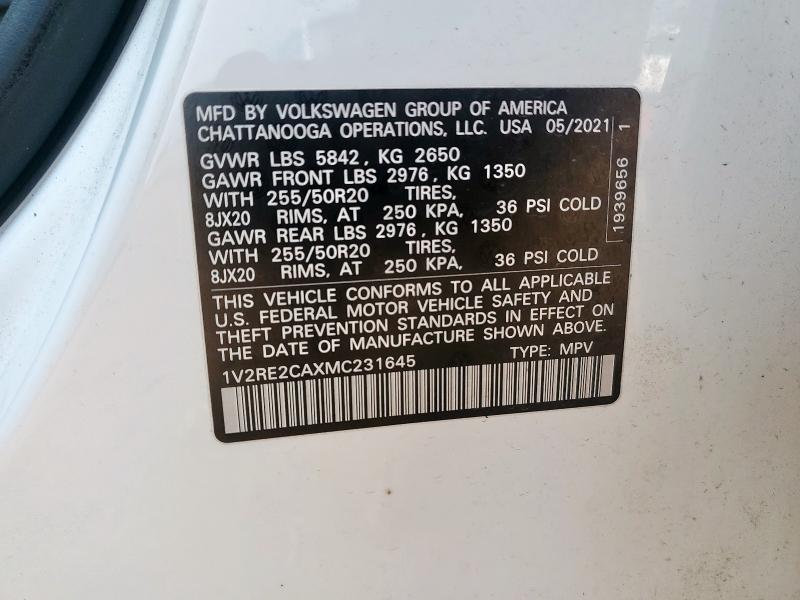 MFD BY VOLKSWAGEN GROUP OF AMERICA
CHATTANOOGA OPERATIONS, LLC. USA 05/2021
GVWR LBS 5842, KG 2650
GAWR FRONT LBS 2976, KG 1350
WITH 255/50R20 TIRES,
8JX20 RIMS, AT 250 KPA, 36 PSI COLD
GAWR REAR LBS 2976, KG 1350
WITH 255/50R20 TIRES,
8JX20 RIMS, AT 250 KPA, 36 PSI COLD
THIS VEHICLE CONFORMS TO ALL APPLICABLE
U.S. FEDERAL MOTOR VEHICLE SAFETY AND
THEFT PREVENTION STANDARDS IN EFFECT ON
THE DATE OF MANUFACTURE SHOWN ABOVE.
1V2RE2CAXMC231645 TYPE: MPV
1939656 1